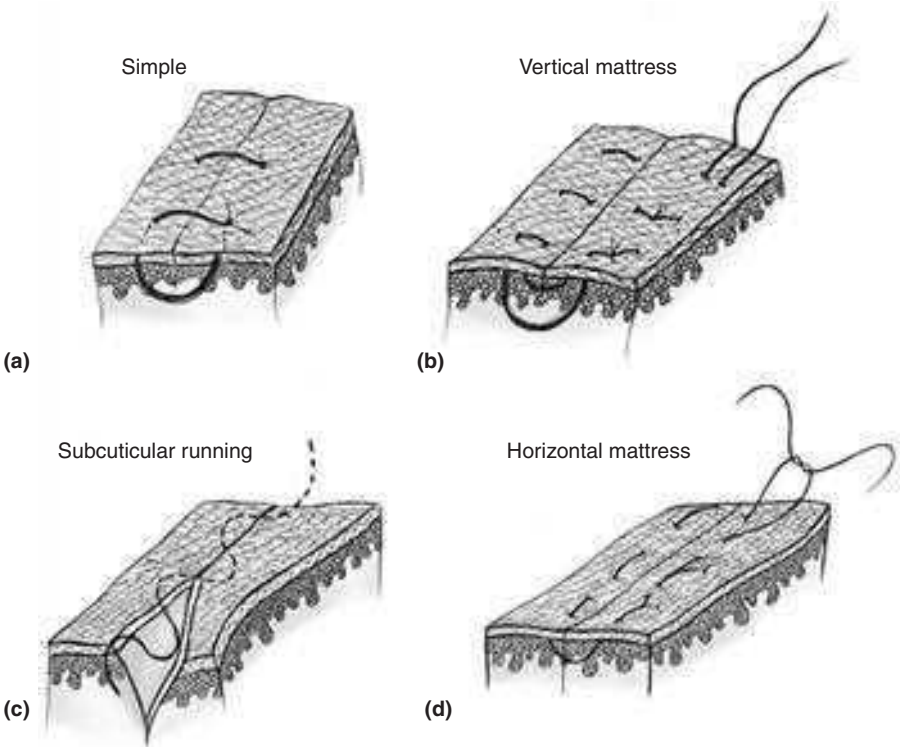 Simple
Vertical mattress
(a)
(b)
Subcuticular running
Horizontal mattress
(c)
(d)